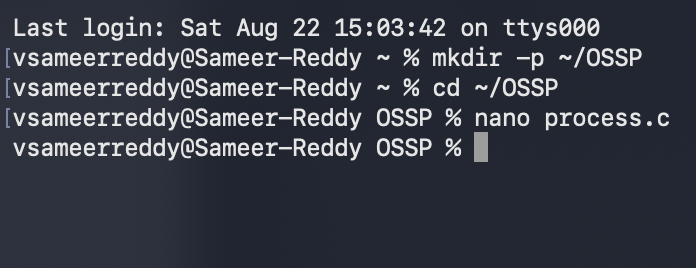 Last login: Sat Aug 22 15:03:42 on ttys000
[vsameerreddy@Sameer-Reddy ~ % mkdir -p ~/OSSP
[vsameerreddy@Sameer-Reddy ~ % cd ~/OSSP
[vsameerreddy@Sameer-Reddy OSSP % nano process.c
vsameerreddy@Sameer-Reddy OSSP %